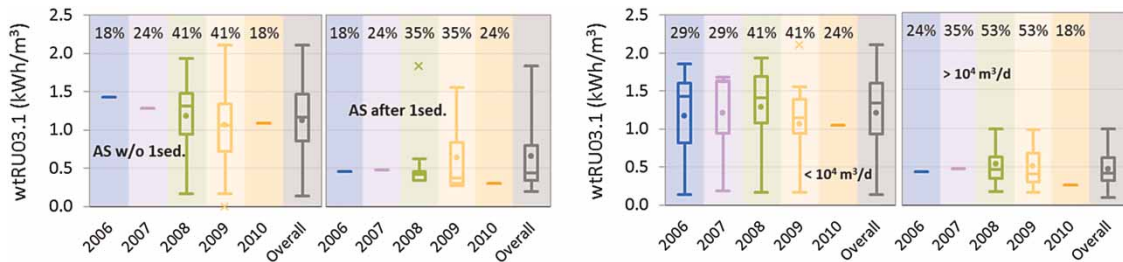 wtRU03.1 (kWh/m³)
2.5
2.0
1.5
1.0
0.5
0.0
18% 24% 41% 41% 18%
AS w/o 1sed.
2006 2007 2008 2009 2010 Overall
18% 24% 35% 35% 24%
AS after 1sed.
2006 2007 2008 2009 2010 Overall
wtRU03.1 (kWh/m³)
2.5
2.0
1.5
1.0
0.5
0.0
29% 29% 41% 41% 18%
< 10⁴ m³/d
2006 2007 2008 2009 2010 Overall
24% 35% 53% 53% 18%
> 10⁴ m³/d
2006 2007 2008 2009 2010 Overall